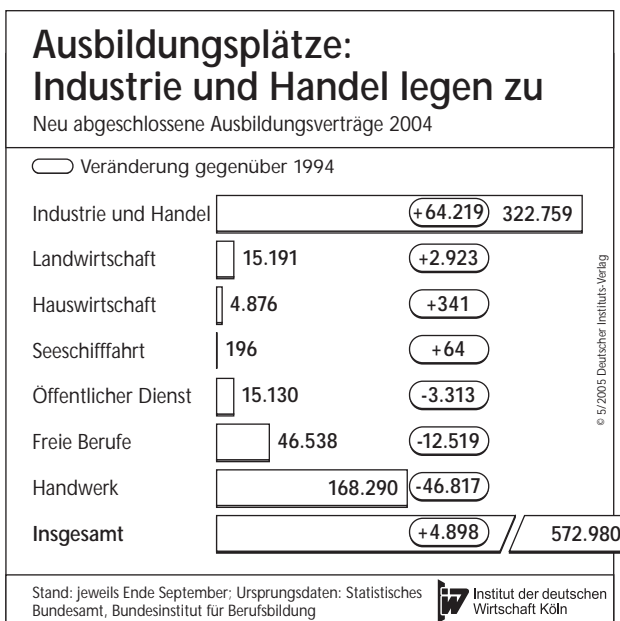 Ausbildungsplätze:
Industrie und Handel legen zu
Neu abgeschlossene Ausbildungsverträge 2004
Veränderung gegenüber 1994
Industrie und Handel +64.219 322.759
Landwirtschaft 15.191 +2.923
Hauswirtschaft 4.876 +341
Seeschifffahrt 196 +64
Öffentlicher Dienst 15.130 -3.313
Freie Berufe 46.538 -12.519
Handwerk 168.290 -46.817
Insgesamt +4.898 572.980
© 5/2005 Deutscher Instituts-Verlag
Stand: jeweils Ende September; Ursprungsdaten: Statistisches
Bundesamt, Bundesinstitut für Berufsbildung
iw Institut der deutschen
Wirtschaft Köln